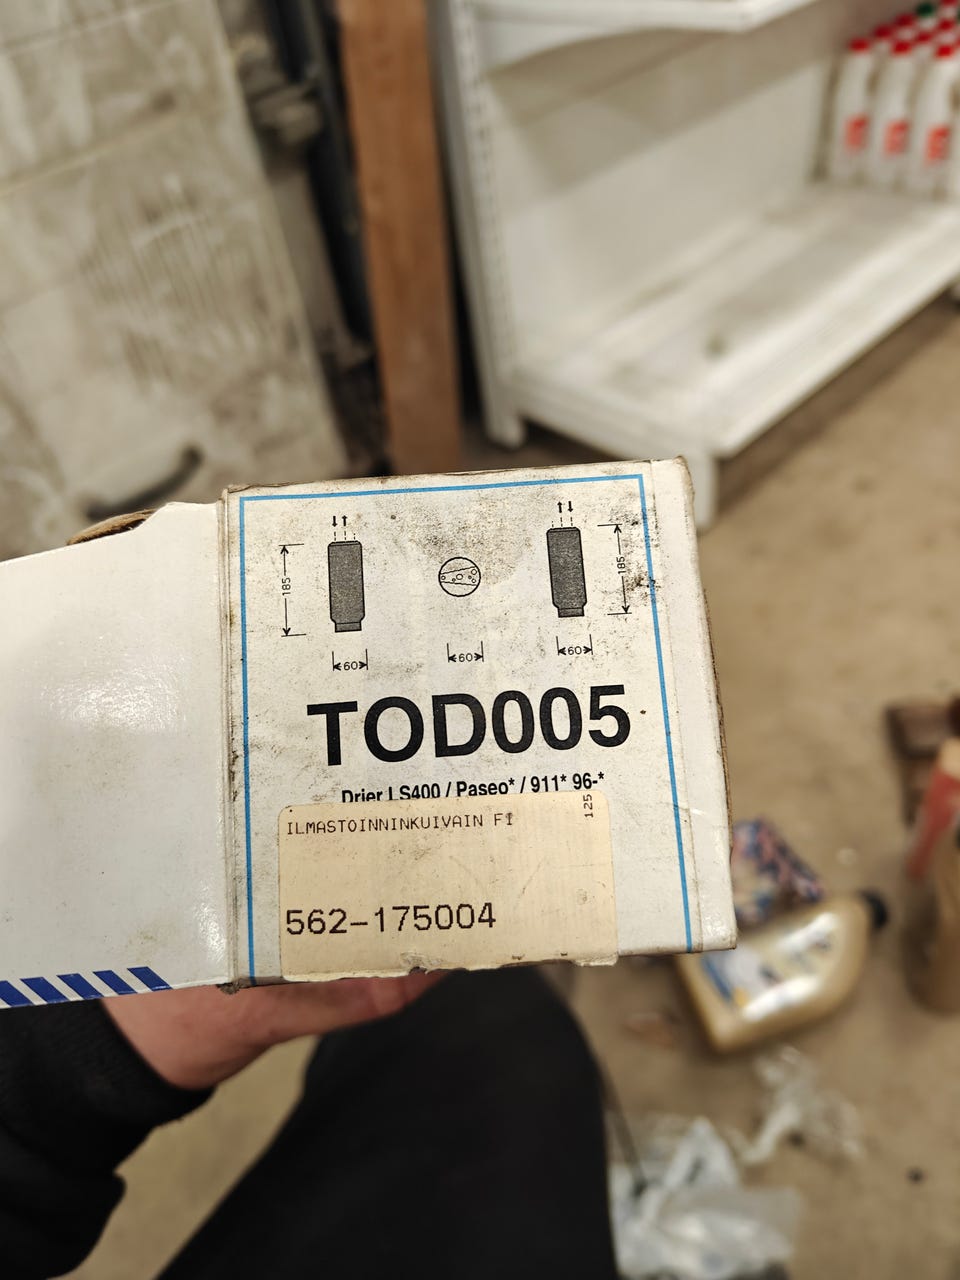 185
185
60
60
60
TOD005
Drier LS400 / Paseo* / 911* 96-*
ILMASTOINNINKUIVAIN FI
125
562-175004